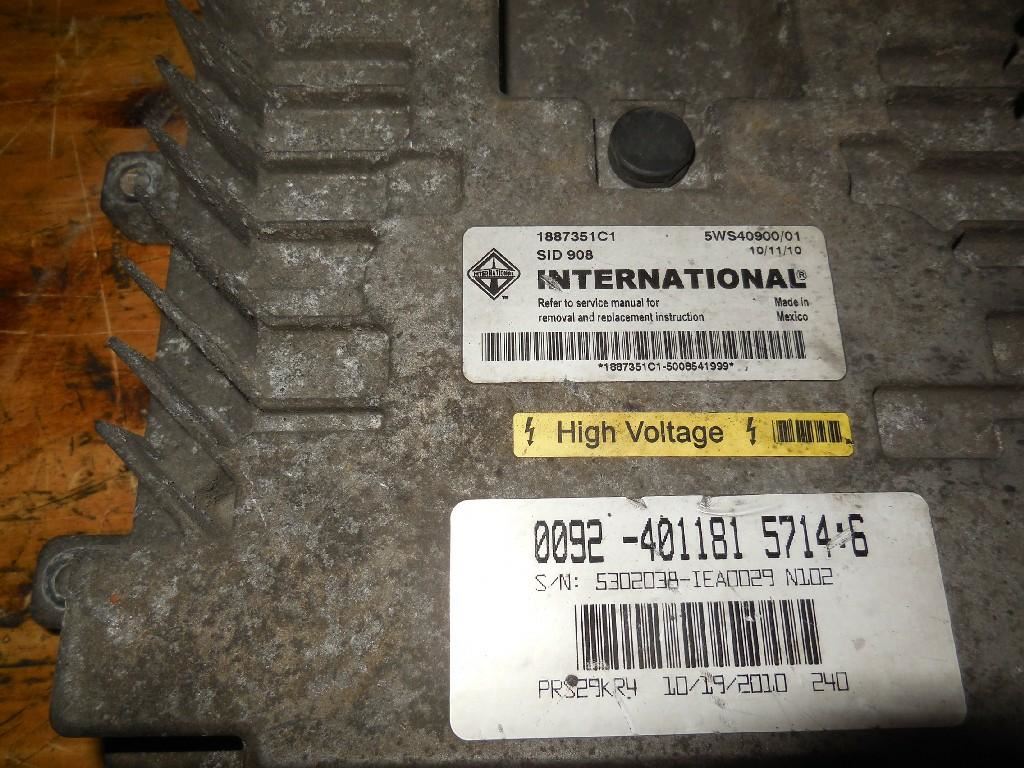 1887351C1 5WS40900/01
SID 908 10/11/10
INTERNATIONAL
INTERNATIONAL®
™
Refer to service manual for Made in
removal and replacement instruction Mexico
*1887351C1-5008541999*
High Voltage
0092 -401181 5714:6
S/N: 5302038-IEA0029 N102
PRS29KR4 10/19/2010 240